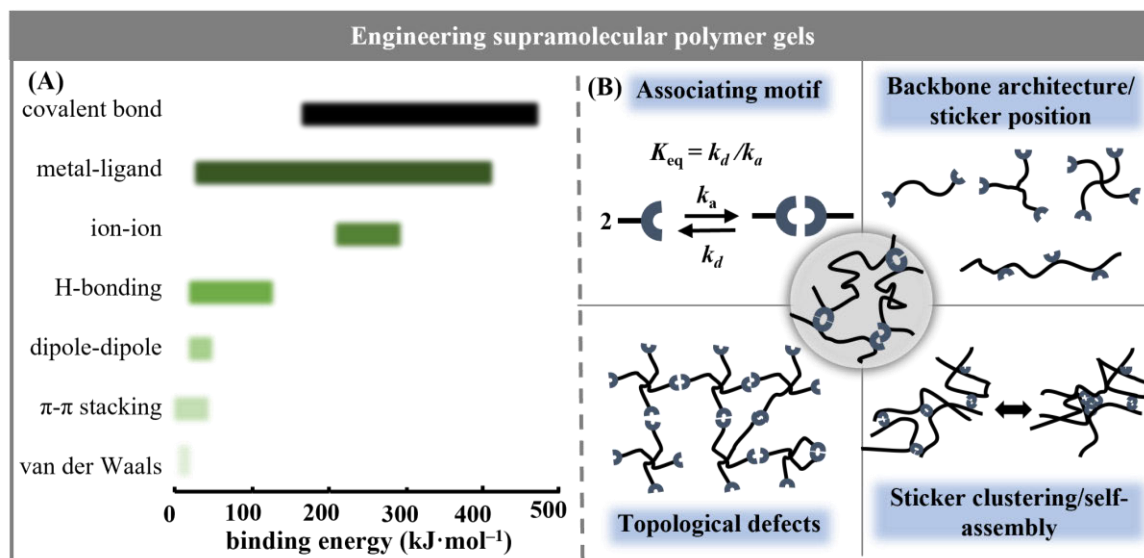 Engineering supramolecular polymer gels
(A)
covalent bond
metal-ligand
ion-ion
H-bonding
dipole-dipole
π-π stacking
van der Waals
0 100 200 300 400 500
binding energy (kJ·mol⁻¹)
(B)
Associating motif
K_eq = k_d /k_a
2
k_a
k_d
Backbone architecture/
sticker position
Topological defects
Sticker clustering/self-
assembly